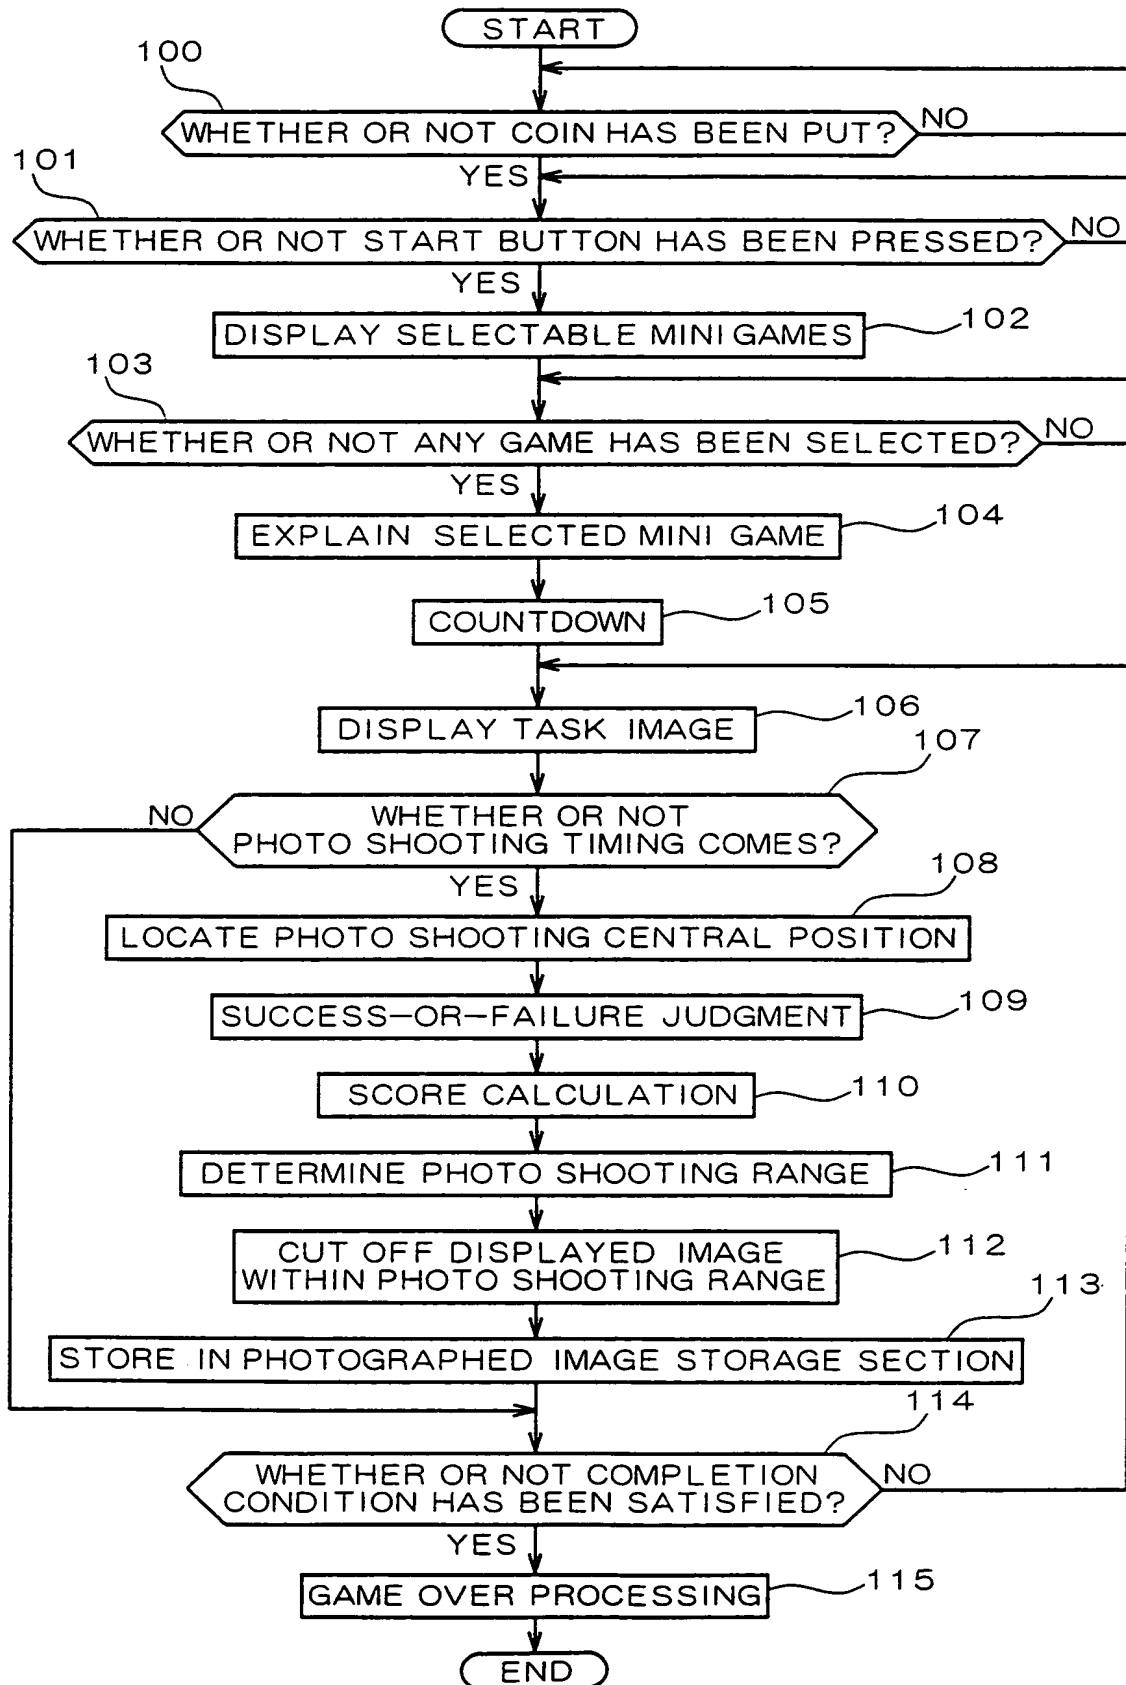 START
100
WHETHER OR NOT COIN HAS BEEN PUT?
NO
YES
101
WHETHER OR NOT START BUTTON HAS BEEN PRESSED?
NO
YES
DISPLAY SELECTABLE MINI GAMES
102
103
WHETHER OR NOT ANY GAME HAS BEEN SELECTED?
NO
YES
EXPLAIN SELECTED MINI GAME
104
COUNTDOWN
105
DISPLAY TASK IMAGE
106
107
NO
WHETHER OR NOT
PHOTO SHOOTING TIMING COMES?
YES
108
LOCATE PHOTO SHOOTING CENTRAL POSITION
SUCCESS-OR-FAILURE JUDGMENT
109
SCORE CALCULATION
110
DETERMINE PHOTO SHOOTING RANGE
111
CUT OFF DISPLAYED IMAGE
WITHIN PHOTO SHOOTING RANGE
112
113
STORE IN PHOTOGRAPHED IMAGE STORAGE SECTION
114
WHETHER OR NOT COMPLETION
CONDITION HAS BEEN SATISFIED?
NO
YES
GAME OVER PROCESSING
115
END